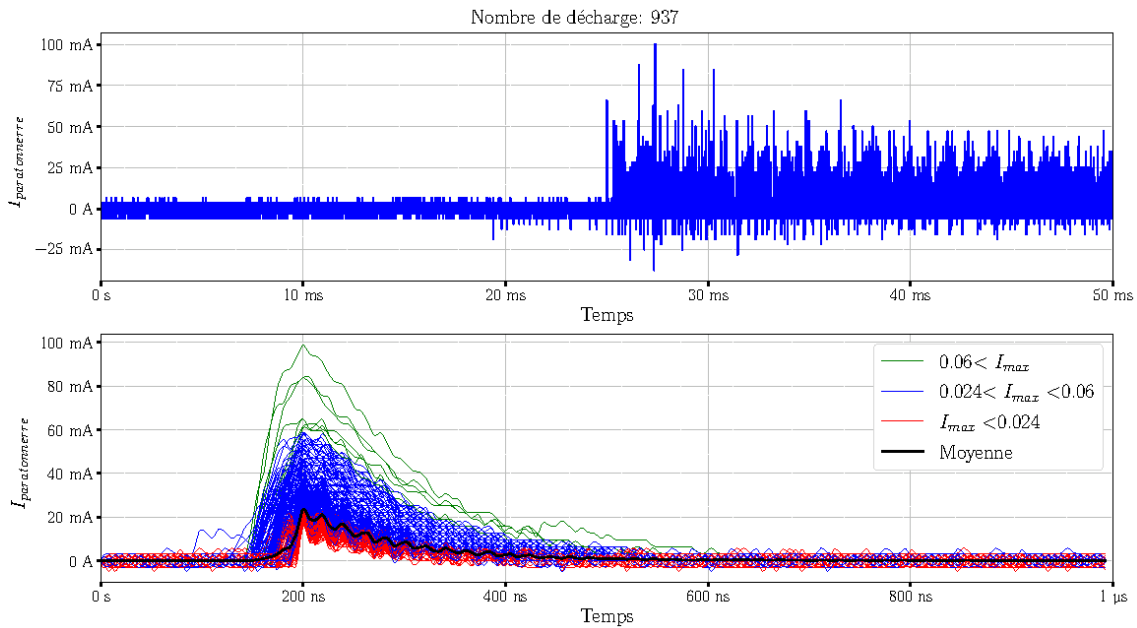 Nombre de décharge: 937
100 mA
75 mA
50 mA
25 mA
0 A
−25 mA
I_paratonnerre
0 s
10 ms
20 ms
30 ms
40 ms
50 ms
Temps
100 mA
80 mA
60 mA
40 mA
20 mA
0 A
I_paratonnerre
0.06< I_max
0.024< I_max <0.06
I_max <0.024
Moyenne
0 s
200 ns
400 ns
600 ns
800 ns
1 µs
Temps